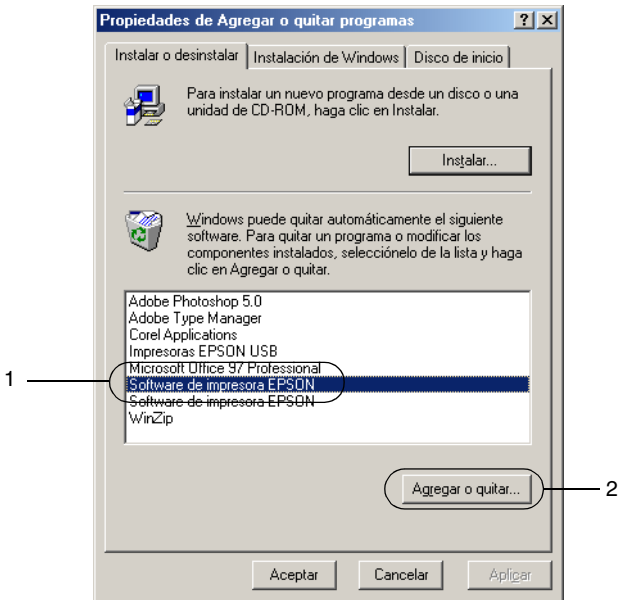 Propiedades de Agregar o quitar programas
Instalar o desinstalar Instalación de Windows Disco de inicio
Para instalar un nuevo programa desde un disco o una
unidad de CD-ROM, haga clic en Instalar.
Instalar...
Windows puede quitar automáticamente el siguiente
software. Para quitar un programa o modificar los
componentes instalados, selecciónelo de la lista y haga
clic en Agregar o quitar.
Adobe Photoshop 5.0
Adobe Type Manager
Corel Applications
Impresoras EPSON USB
Microsoft Office 97 Professional
1 Software de impresora EPSON
Software de impresora EPSON
WinZip
Agregar o quitar... 2
Aceptar Cancelar Aplicar